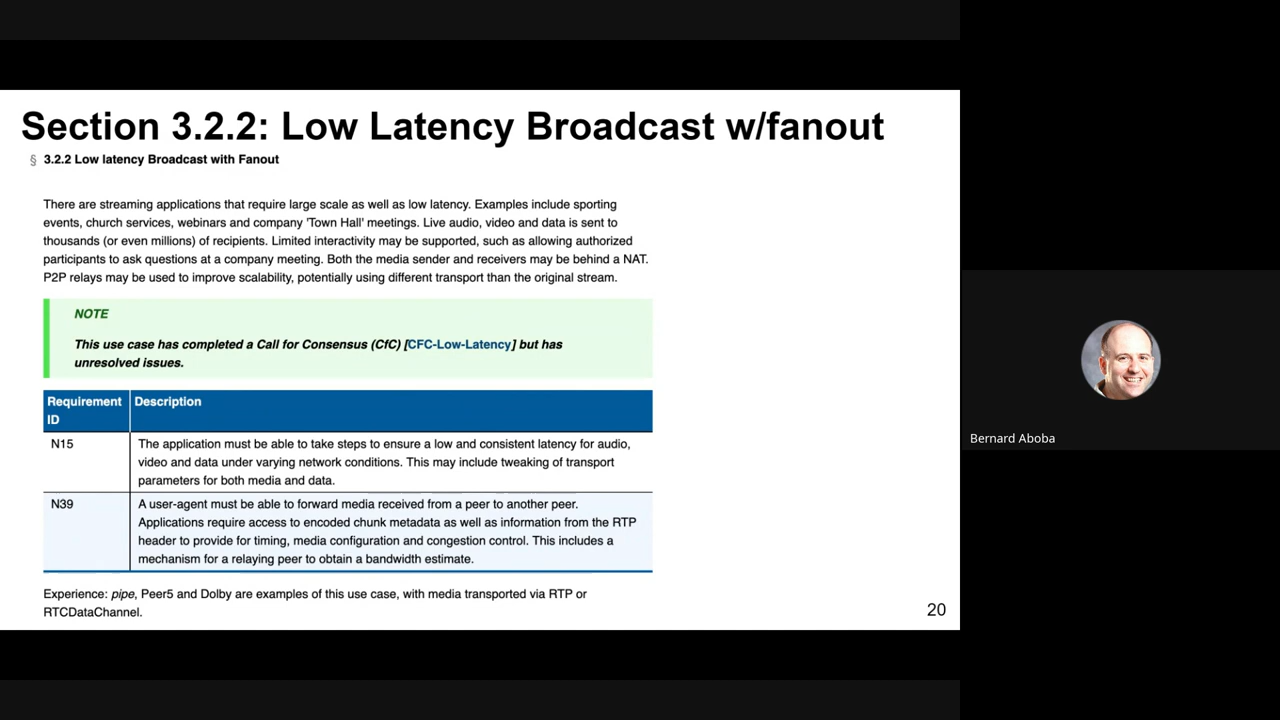 Section 3.2.2: Low Latency Broadcast w/fanout
§ 3.2.2 Low latency Broadcast with Fanout
There are streaming applications that require large scale as well as low latency. Examples include sporting
events, church services, webinars and company 'Town Hall' meetings. Live audio, video and data is sent to
thousands (or even millions) of recipients. Limited interactivity may be supported, such as allowing authorized
participants to ask questions at a company meeting. Both the media sender and receivers may be behind a NAT.
P2P relays may be used to improve scalability, potentially using different transport than the original stream.
NOTE
This use case has completed a Call for Consensus (CfC) [CFC-Low-Latency] but has
unresolved issues.
Requirement Description
ID
N15 The application must be able to take steps to ensure a low and consistent latency for audio,
video and data under varying network conditions. This may include tweaking of transport
parameters for both media and data.
N39 A user-agent must be able to forward media received from a peer to another peer.
Applications require access to encoded chunk metadata as well as information from the RTP
header to provide for timing, media configuration and congestion control. This includes a
mechanism for a relaying peer to obtain a bandwidth estimate.
Experience: pipe, Peer5 and Dolby are examples of this use case, with media transported via RTP or
RTCDataChannel.
20
Bernard Aboba